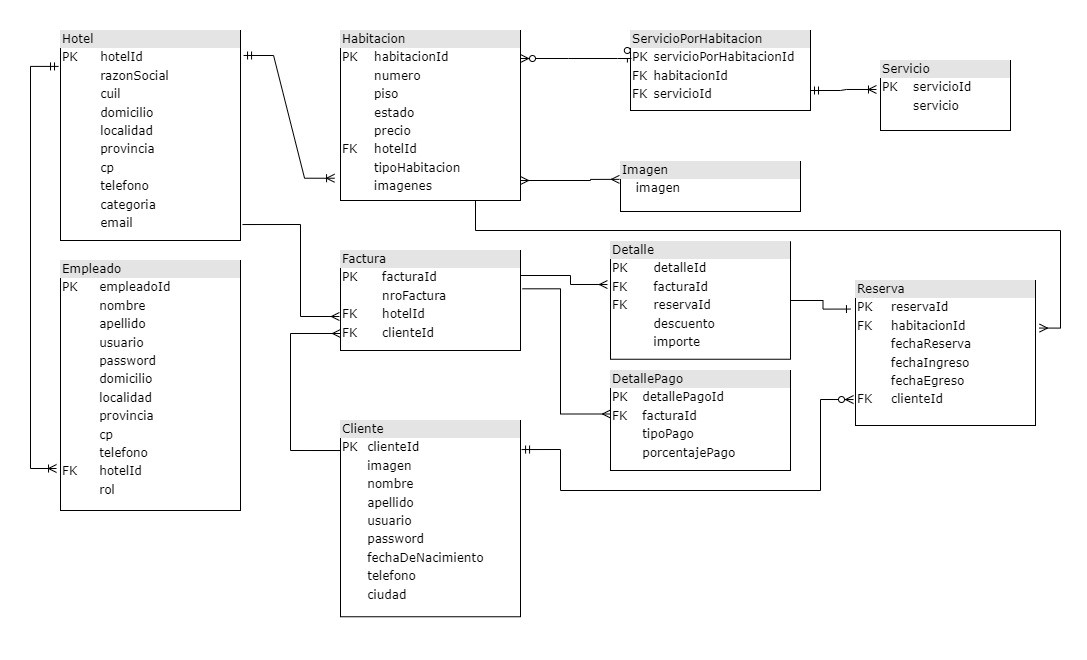 Hotel
PK hotelId
razonSocial
cuil
domicilio
localidad
provincia
cp
telefono
categoria
email
Habitacion
PK habitacionId
numero
piso
estado
precio
FK hotelId
tipoHabitacion
imagenes
ServicioPorHabitacion
PK servicioPorHabitacionId
FK habitacionId
FK servicioId
Servicio
PK servicioId
servicio
Imagen
imagen
Empleado
PK empleadoId
nombre
apellido
usuario
password
domicilio
localidad
provincia
cp
telefono
FK hotelId
rol
Factura
PK facturaId
nroFactura
FK hotelId
FK clienteId
Detalle
PK detalleId
FK facturaId
FK reservaId
descuento
importe
Reserva
PK reservaId
FK habitacionId
fechaReserva
fechaIngreso
fechaEgreso
FK clienteId
DetallePago
PK detallePagoId
FK facturaId
tipoPago
porcentajePago
Cliente
PK clienteId
imagen
nombre
apellido
usuario
password
fechaDeNacimiento
telefono
ciudad